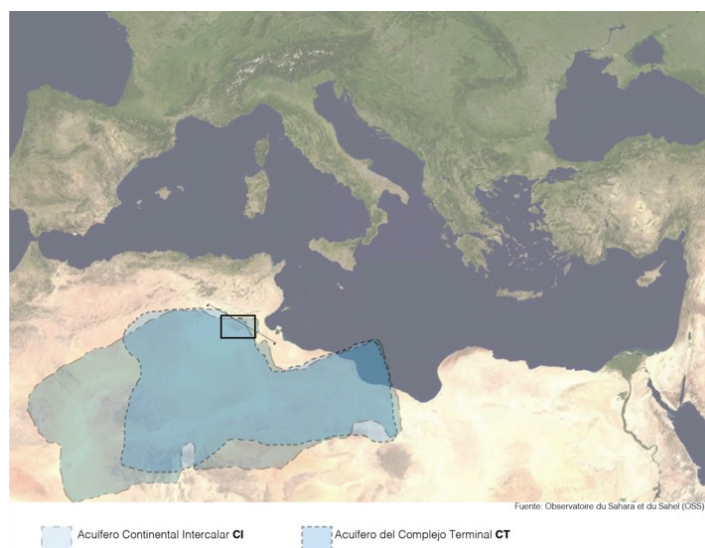 Fuente: Observatoire du Sahara et du Sahel (OSS)
Acuífero Continental Intercalar CI
Acuífero del Complejo Terminal CT